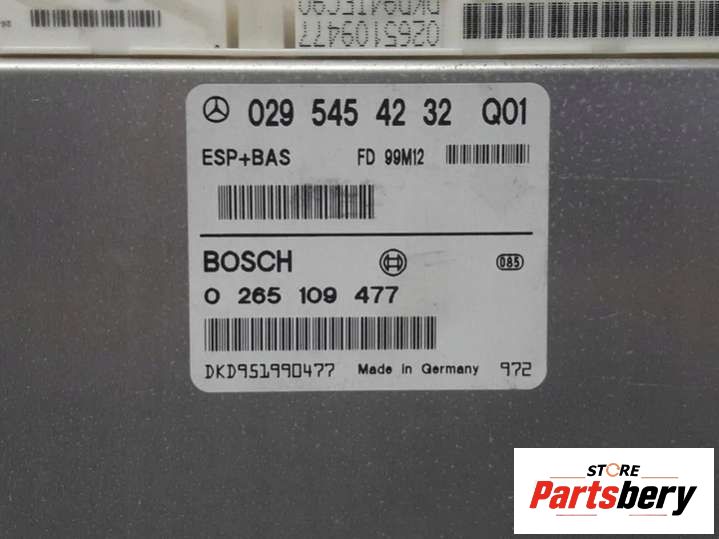 DKD941EC90
0265109477
029 545 42 32 Q01
ESP+BAS FD 99M12
BOSCH 085
0 265 109 477
DKD951990477 Made in Germany 972
STORE
Partsbery